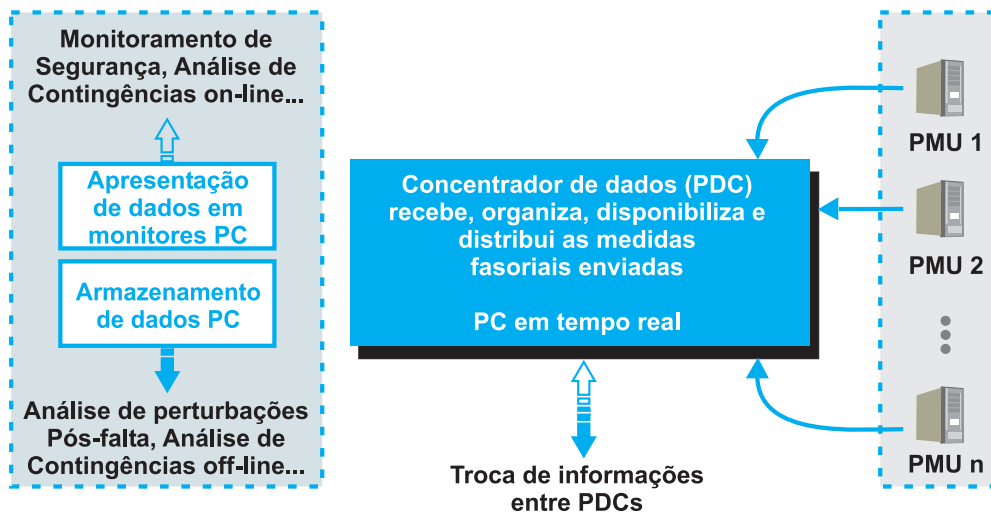 Monitoramento de
Segurança, Análise de
Contingências on-line...
Apresentação
de dados em
monitores PC
Armazenamento
de dados PC
Análise de perturbações
Pós-falta, Análise de
Contingências off-line...
Concentrador de dados (PDC)
recebe, organiza, disponibiliza e
distribui as medidas
fasoriais enviadas
PC em tempo real
Troca de informações
entre PDCs
PMU 1
PMU 2
PMU n